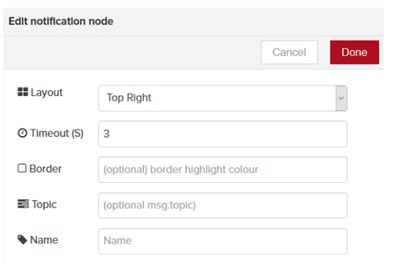 Edit notification node
Cancel
Done
Layout
Top Right
Timeout (S)
3
Border
(optional) border highlight colour
Topic
(optional msg.topic)
Name
Name